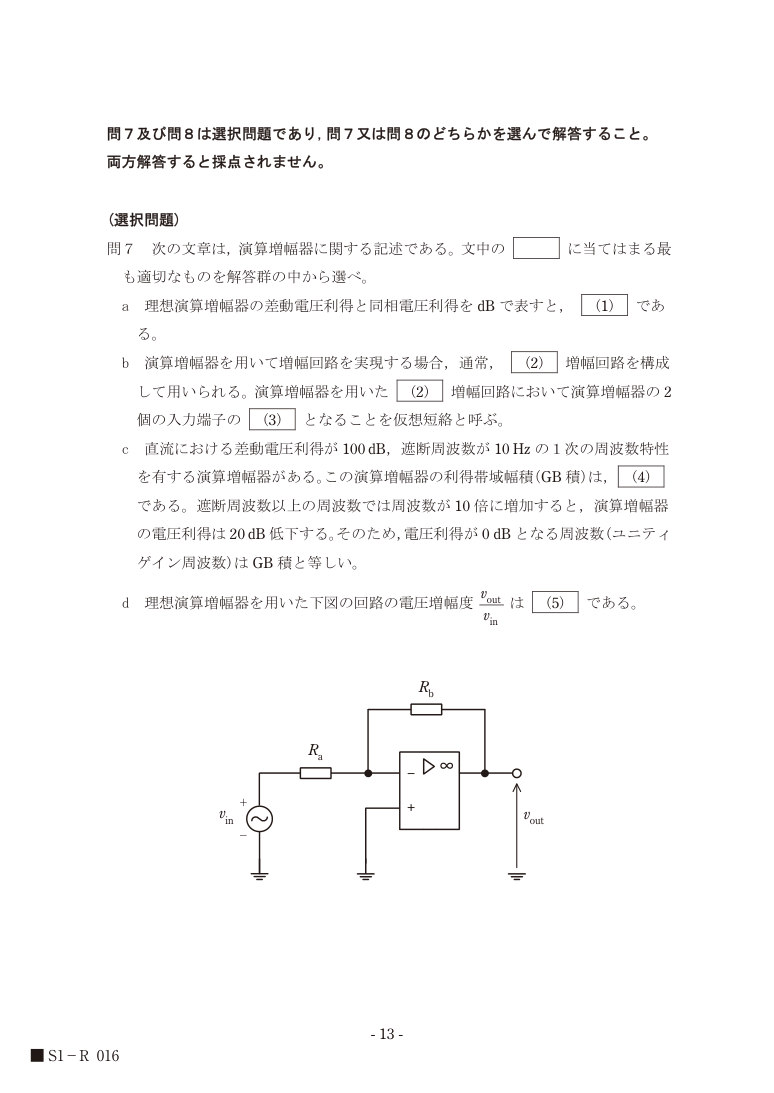 問７及び問８は選択問題であり，問７又は問８のどちらかを選んで解答すること。
両方解答すると採点されません。
（選択問題）
問７　次の文章は，演算増幅器に関する記述である。文中の　　　に当てはまる最
も適切なものを解答群の中から選べ。
a　理想演算増幅器の差動電圧利得と同相電圧利得を dB で表すと，　(1)　であ
る。
b　演算増幅器を用いて増幅回路を実現する場合，通常，　(2)　増幅回路を構成
して用いられる。演算増幅器を用いた　(2)　増幅回路において演算増幅器の 2
個の入力端子の　(3)　となることを仮想短絡と呼ぶ。
c　直流における差動電圧利得が 100 dB，遮断周波数が 10 Hz の 1 次の周波数特性
を有する演算増幅器がある。この演算増幅器の利得帯域幅積（GB 積）は，　(4)
である。遮断周波数以上の周波数では周波数が 10 倍に増加すると，演算増幅器
の電圧利得は 20 dB 低下する。そのため，電圧利得が 0 dB となる周波数（ユニティ
ゲイン周波数）は GB 積と等しい。
d　理想演算増幅器を用いた下図の回路の電圧増幅度 vout/vin は　(5)　である。
Rb
Ra
− ▷ ∞
+
vin
+
−
vout
- 13 -
■ S1－R 016